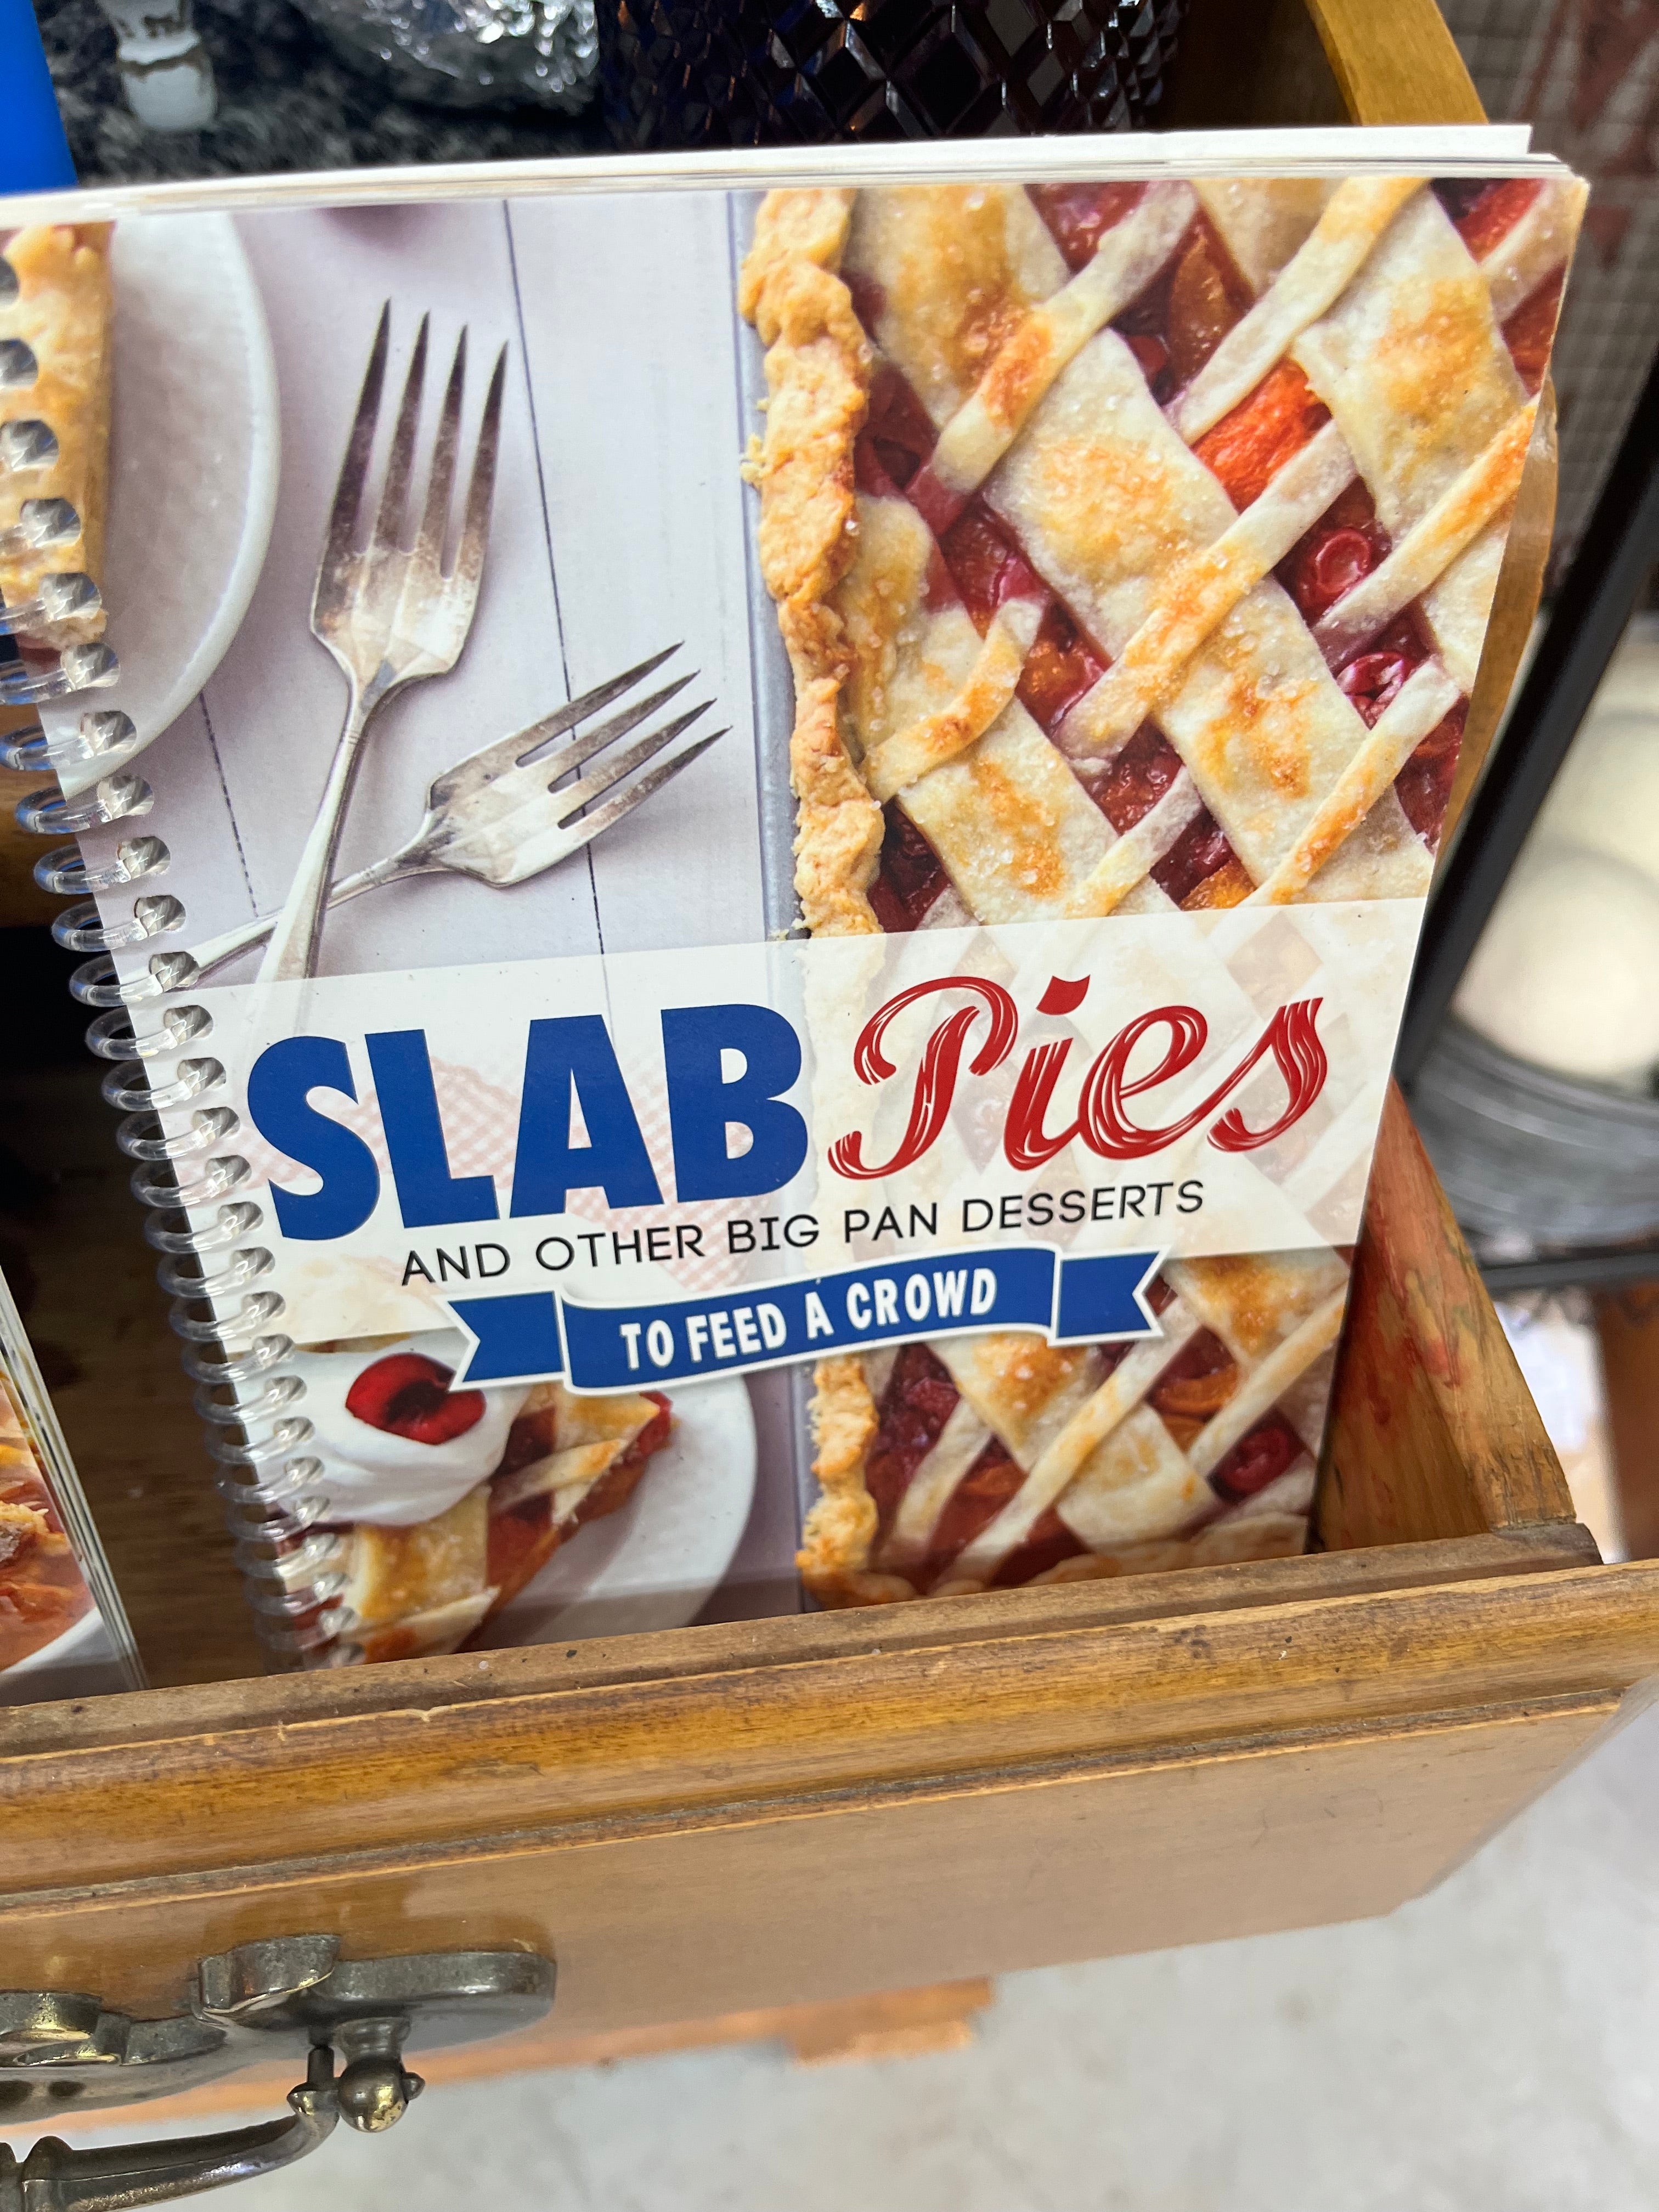 SLAB Pies
AND OTHER BIG PAN DESSERTS
TO FEED A CROWD